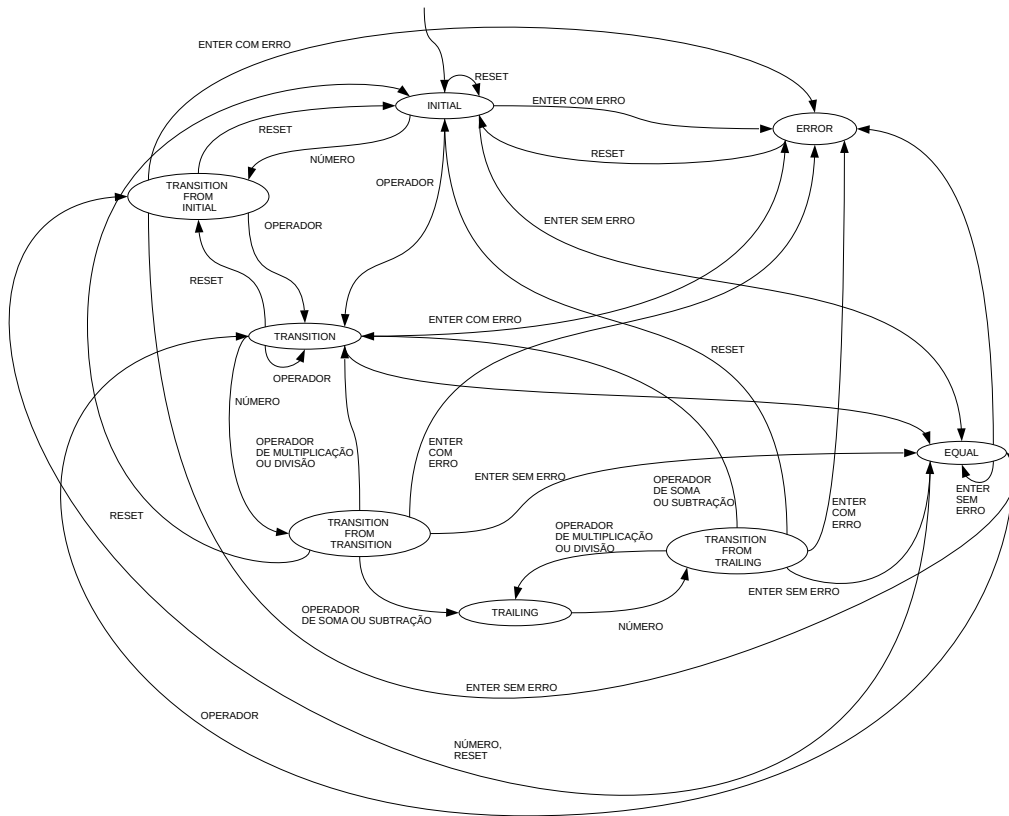 ENTER COM ERRO
RESET
INITIAL
ENTER COM ERRO
ERROR
RESET
RESET
NÚMERO
OPERADOR
TRANSITION
FROM
INITIAL
OPERADOR
ENTER SEM ERRO
RESET
ENTER COM ERRO
TRANSITION
RESET
OPERADOR
NÚMERO
OPERADOR
DE MULTIPLICAÇÃO
OU DIVISÃO
ENTER
COM
ERRO
EQUAL
ENTER SEM ERRO
OPERADOR
DE SOMA
OU SUBTRAÇÃO
ENTER
SEM
ERRO
ENTER
COM
ERRO
RESET
TRANSITION
FROM
TRANSITION
OPERADOR
DE MULTIPLICAÇÃO
OU DIVISÃO
TRANSITION
FROM
TRAILING
ENTER SEM ERRO
OPERADOR
DE SOMA OU SUBTRAÇÃO
TRAILING
NÚMERO
ENTER SEM ERRO
OPERADOR
NÚMERO,
RESET